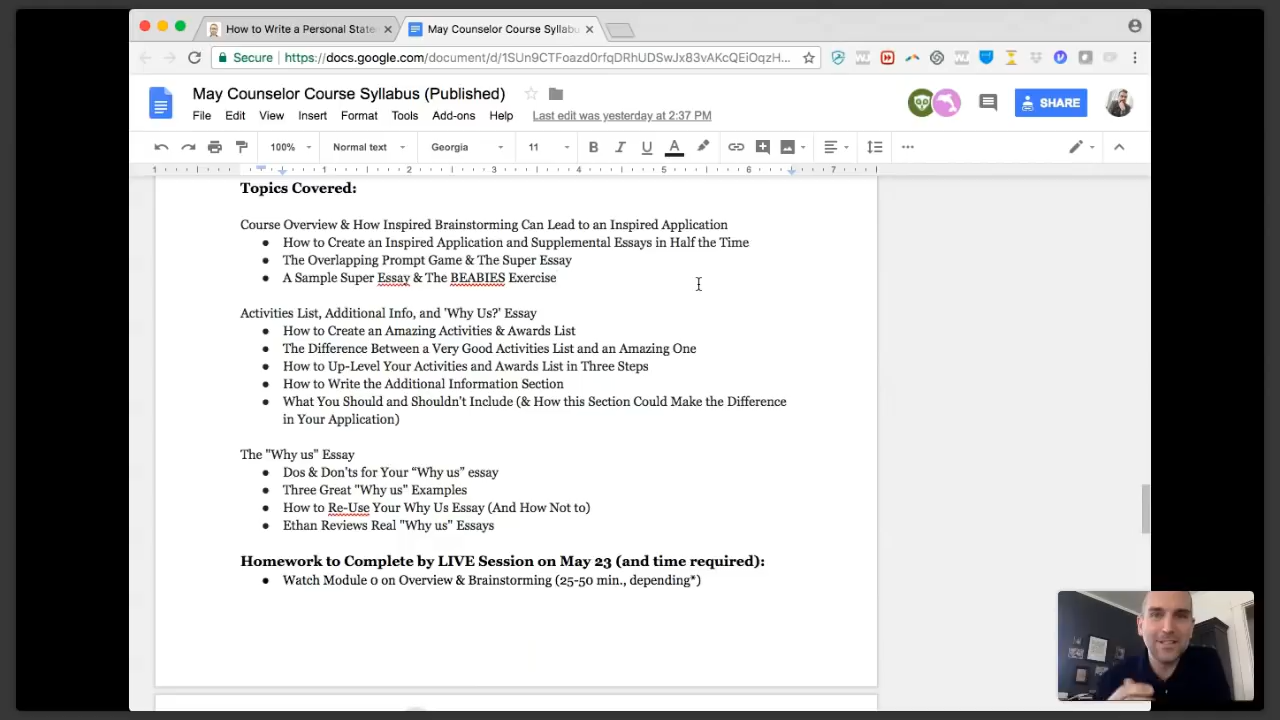 How to Write a Personal State
May Counselor Course Syllabu
Secure
https://docs.google.com/document/d/1SUn9CTFoazd0rfqDRhUDSwJx83vAKcQEiOqzH...
May Counselor Course Syllabus (Published)
File Edit View Insert Format Tools Add-ons Help Last edit was yesterday at 2:37 PM
SHARE
100% Normal text Georgia 11 B I U A
1 1 2 3 4 5 6 7
Topics Covered:
Course Overview & How Inspired Brainstorming Can Lead to an Inspired Application
● How to Create an Inspired Application and Supplemental Essays in Half the Time
● The Overlapping Prompt Game & The Super Essay
● A Sample Super Essay & The BEABIES Exercise
Activities List, Additional Info, and 'Why Us?' Essay
● How to Create an Amazing Activities & Awards List
● The Difference Between a Very Good Activities List and an Amazing One
● How to Up-Level Your Activities and Awards List in Three Steps
● How to Write the Additional Information Section
● What You Should and Shouldn't Include (& How this Section Could Make the Difference
in Your Application)
The "Why us" Essay
● Dos & Don'ts for Your “Why us” essay
● Three Great "Why us" Examples
● How to Re-Use Your Why Us Essay (And How Not to)
● Ethan Reviews Real "Why us" Essays
Homework to Complete by LIVE Session on May 23 (and time required):
● Watch Module 0 on Overview & Brainstorming (25-50 min., depending*)